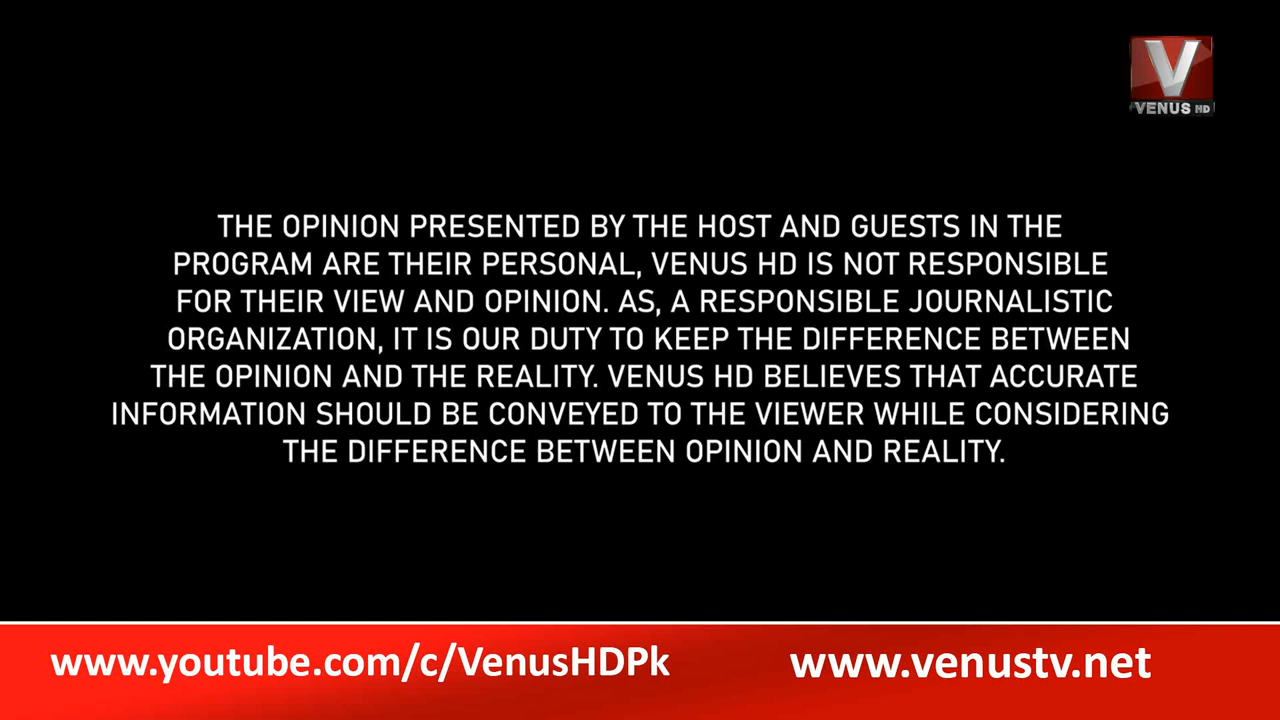 V
VENUS HD
THE OPINION PRESENTED BY THE HOST AND GUESTS IN THE
PROGRAM ARE THEIR PERSONAL, VENUS HD IS NOT RESPONSIBLE
FOR THEIR VIEW AND OPINION. AS, A RESPONSIBLE JOURNALISTIC
ORGANIZATION, IT IS OUR DUTY TO KEEP THE DIFFERENCE BETWEEN
THE OPINION AND THE REALITY. VENUS HD BELIEVES THAT ACCURATE
INFORMATION SHOULD BE CONVEYED TO THE VIEWER WHILE CONSIDERING
THE DIFFERENCE BETWEEN OPINION AND REALITY.
www.youtube.com/c/VenusHDPk www.venustv.net